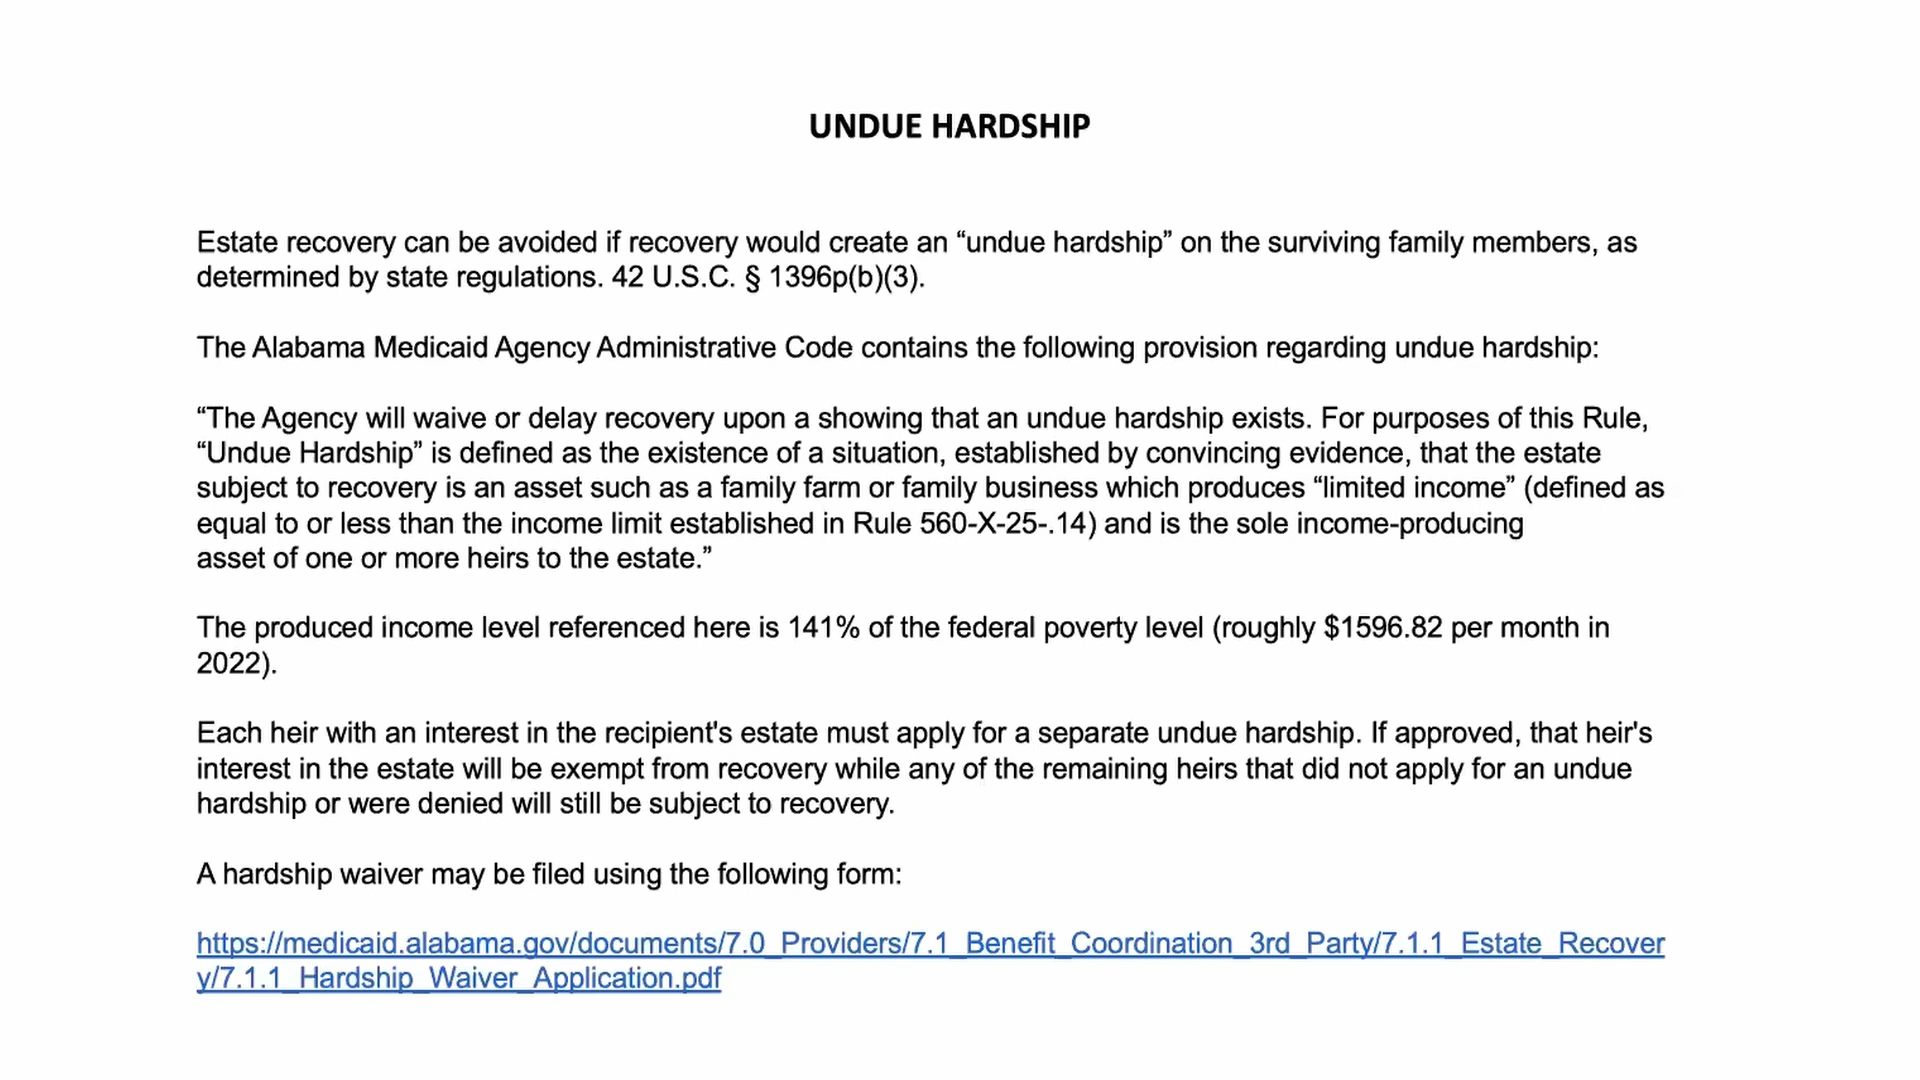 UNDUE HARDSHIP
Estate recovery can be avoided if recovery would create an “undue hardship” on the surviving family members, as
determined by state regulations. 42 U.S.C. § 1396p(b)(3).
The Alabama Medicaid Agency Administrative Code contains the following provision regarding undue hardship:
“The Agency will waive or delay recovery upon a showing that an undue hardship exists. For purposes of this Rule,
“Undue Hardship” is defined as the existence of a situation, established by convincing evidence, that the estate
subject to recovery is an asset such as a family farm or family business which produces “limited income” (defined as
equal to or less than the income limit established in Rule 560-X-25-.14) and is the sole income-producing
asset of one or more heirs to the estate.”
The produced income level referenced here is 141% of the federal poverty level (roughly $1596.82 per month in
2022).
Each heir with an interest in the recipient's estate must apply for a separate undue hardship. If approved, that heir's
interest in the estate will be exempt from recovery while any of the remaining heirs that did not apply for an undue
hardship or were denied will still be subject to recovery.
A hardship waiver may be filed using the following form:
https://medicaid.alabama.gov/documents/7.0_Providers/7.1_Benefit_Coordination_3rd_Party/7.1.1_Estate_Recover
y/7.1.1_Hardship_Waiver_Application.pdf